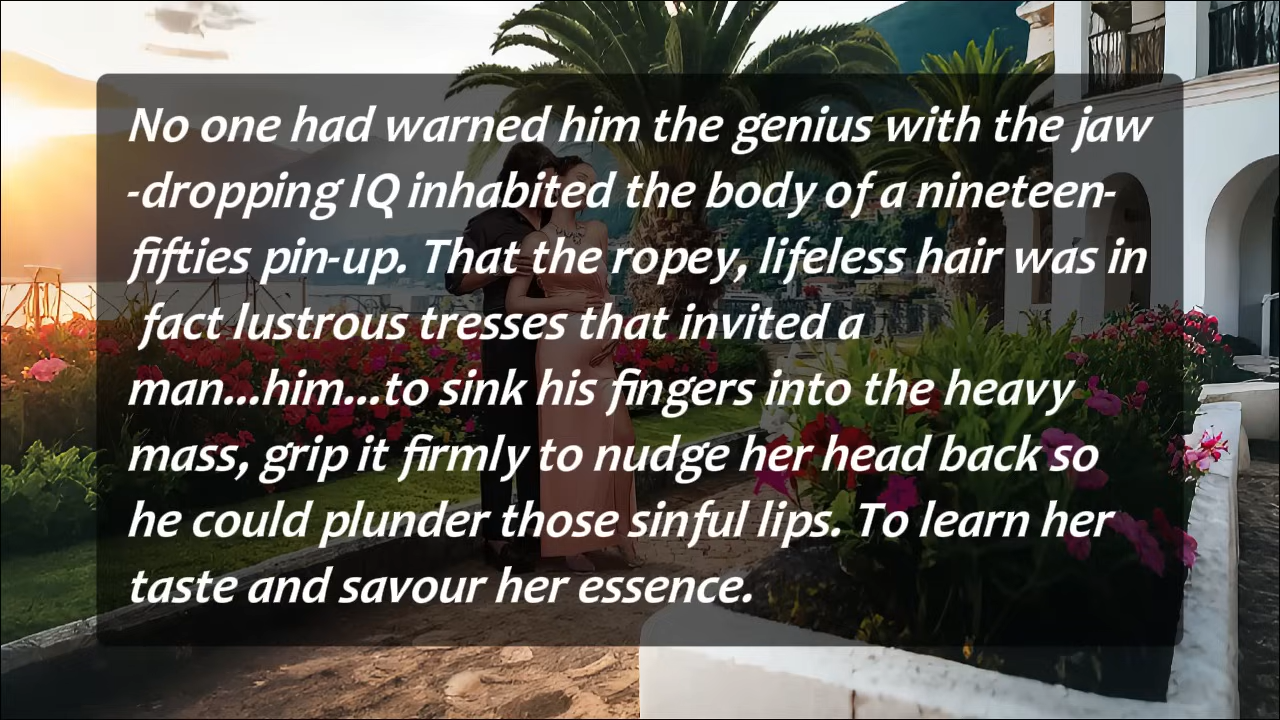 No one had warned him the genius with the jaw
-dropping IQ inhabited the body of a nineteen-
fifties pin-up. That the ropey, lifeless hair was in
fact lustrous tresses that invited a
man...him...to sink his fingers into the heavy
mass, grip it firmly to nudge her head back so
he could plunder those sinful lips. To learn her
taste and savour her essence.